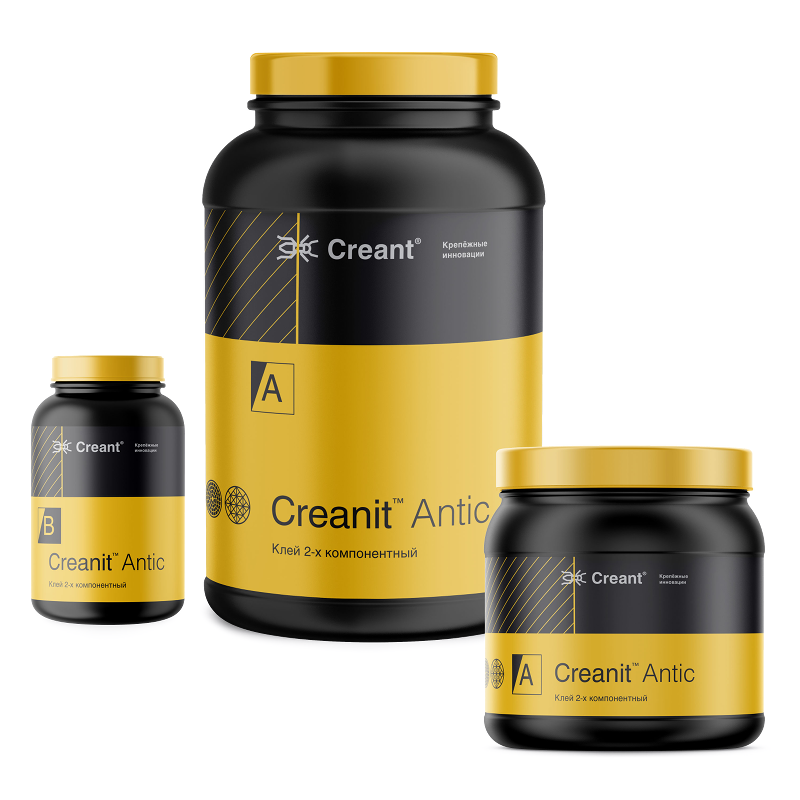 Creant®
Крепёжные
инновации
A
Creanit™ Antic
Клей 2-х компонентный
Creant®
Крепёжные
инновации
B
Creanit™ Antic
Клей 2-х компонентный
Creant®
Крепёжные
инновации
A
Creanit™ Antic
Клей 2-х компонентный